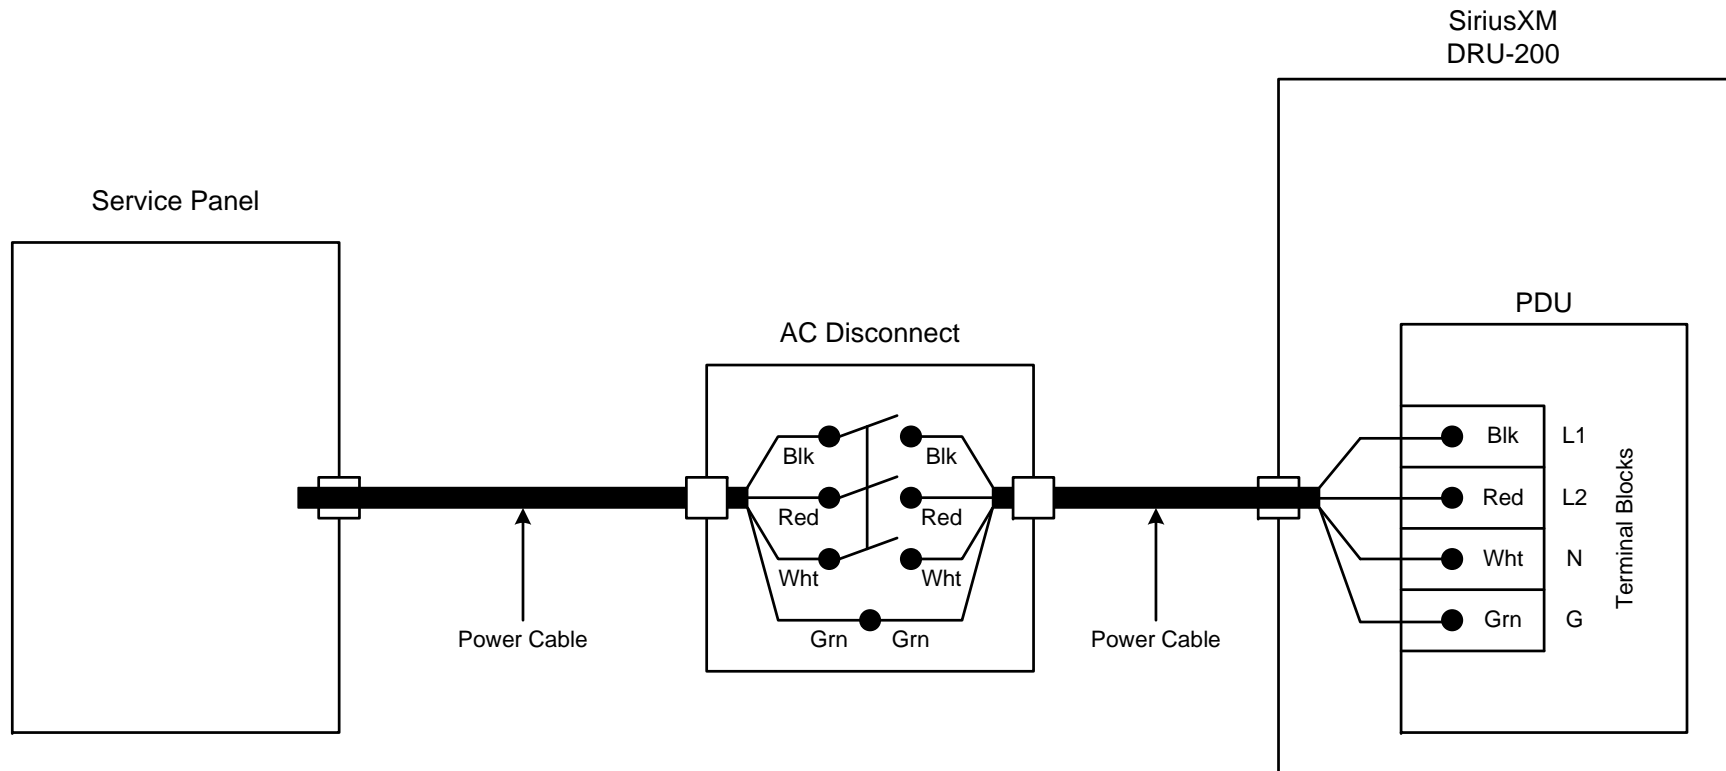 SiriusXM
DRU-200
Service Panel
PDU
AC Disconnect
Blk
Blk
Red
Red
Wht
Wht
Grn
Grn
Power Cable
Power Cable
Blk
L1
Red
L2
Wht
N
Grn
G
Terminal Blocks